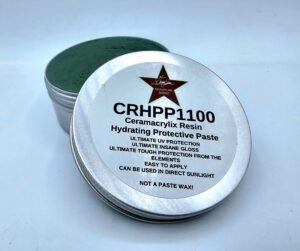 CRHPP1100
Ceramacrylix Resin
Hydrating Protective Paste
ULTIMATE UV PROTECTION
ULTIMATE INSANE GLOSS
ULTIMATE TOUGH PROTECTION FROM THE
ELEMENTS
EASY TO APPLY
CAN BE USED IN DIRECT SUNLIGHT
NOT A PASTE WAX!